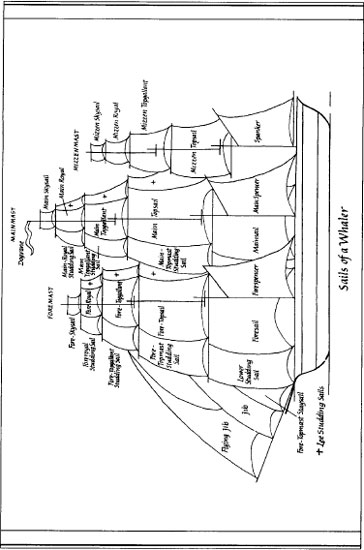 MAINMAST
Dogvane
MIZZENMAST
FOREMAST
Main Skysail
Main Royal
Main
Topgallant
Main
Topsail
Mainsail
Main Spencer
Mizzen Skysail
Mizzen Royal
Mizzen Topgallant
Mizzen Topsail
Spanker
Main-Royal
Studding Sail
Main
Topgallant
Studding
Sail
Main-
Topmast
Studding
Sail
Fore-Skysail
Fore Royal
Fore-Topgallant
Fore-Topsail
Foresail
Forespencer
Foreroyal
Studding Sail
Fore-Topgallant
Studding Sail
Fore-
Topmast
Studding
Sail
Lower
Studding
Sail
Flying Jib
Jib
Fore-Topmast Staysail
† Lee Studding Sails
Sails of a Whaler